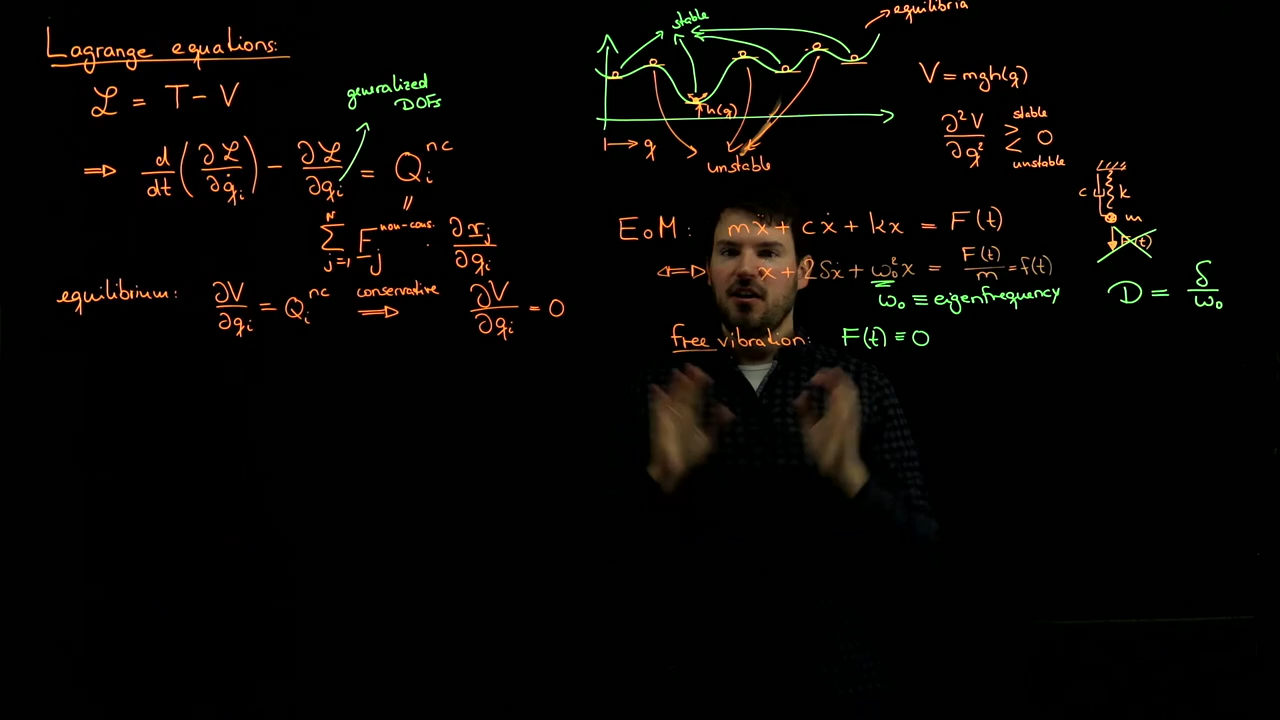 Lagrange equations:
ℒ = T - V
generalized
DOFs
⇒ d/dt (∂ℒ/∂q̇ᵢ) - ∂ℒ/∂qᵢ = Qᵢⁿᶜ
=
∑ⱼ₌₁ᴺ Fⱼ^non-cons. · ∂rⱼ/∂qᵢ
equilibrium: ∂V/∂qᵢ = Qᵢⁿᶜ conservative ⇒ ∂V/∂qᵢ = 0
stable
equilibria
h(q)
q
unstable
V = mgh(q)
∂²V/∂q² ≷ 0
stable
unstable
c k
m
F(t)
EoM: mẍ + cẋ + kx = F(t)
⇔ ẍ + 2δẋ + ω₀²x = F(t)/m = f(t)
ω₀ ≡ eigenfrequency
D = δ/ω₀
free vibration: F(t) ≡ 0